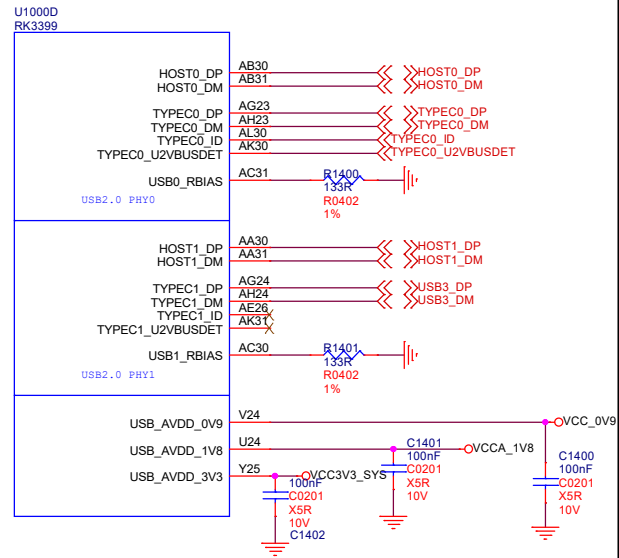 U1000D
RK3399
HOST0_DP AB30 HOST0_DP
HOST0_DM AB31 HOST0_DM
TYPEC0_DP AG23 TYPEC0_DP
TYPEC0_DM AH23 TYPEC0_DM
TYPEC0_ID AL30 TYPEC0_ID
TYPEC0_U2VBUSDET AK30 TYPEC0_U2VBUSDET
USB0_RBIAS AC31 R1400
133R
R0402
1%
USB2.0 PHY0
HOST1_DP AA30 HOST1_DP
HOST1_DM AA31 HOST1_DM
TYPEC1_DP AG24 USB3_DP
TYPEC1_DM AH24 USB3_DM
TYPEC1_ID AE26
TYPEC1_U2VBUSDET AK31
USB1_RBIAS AC30 R1401
133R
R0402
1%
USB2.0 PHY1
USB_AVDD_0V9 V24 VCC_0V9
USB_AVDD_1V8 U24 VCCA_1V8
USB_AVDD_3V3 Y25 VCC3V3_SYS
C1401
100nF
C0201
X5R
10V
C1400
100nF
C0201
X5R
10V
100nF
C0201
X5R
10V
C1402